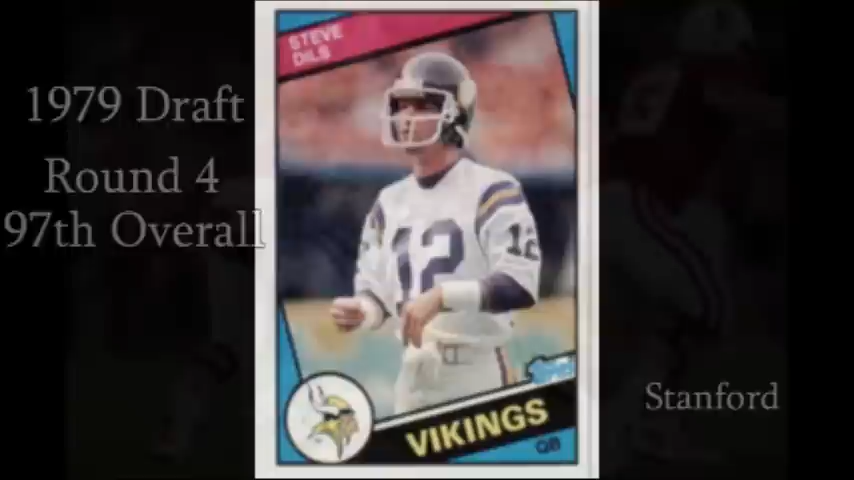 1979 Draft
Round 4
97th Overall
STEVE
DILS
12
12
VIKINGS
QB
Stanford